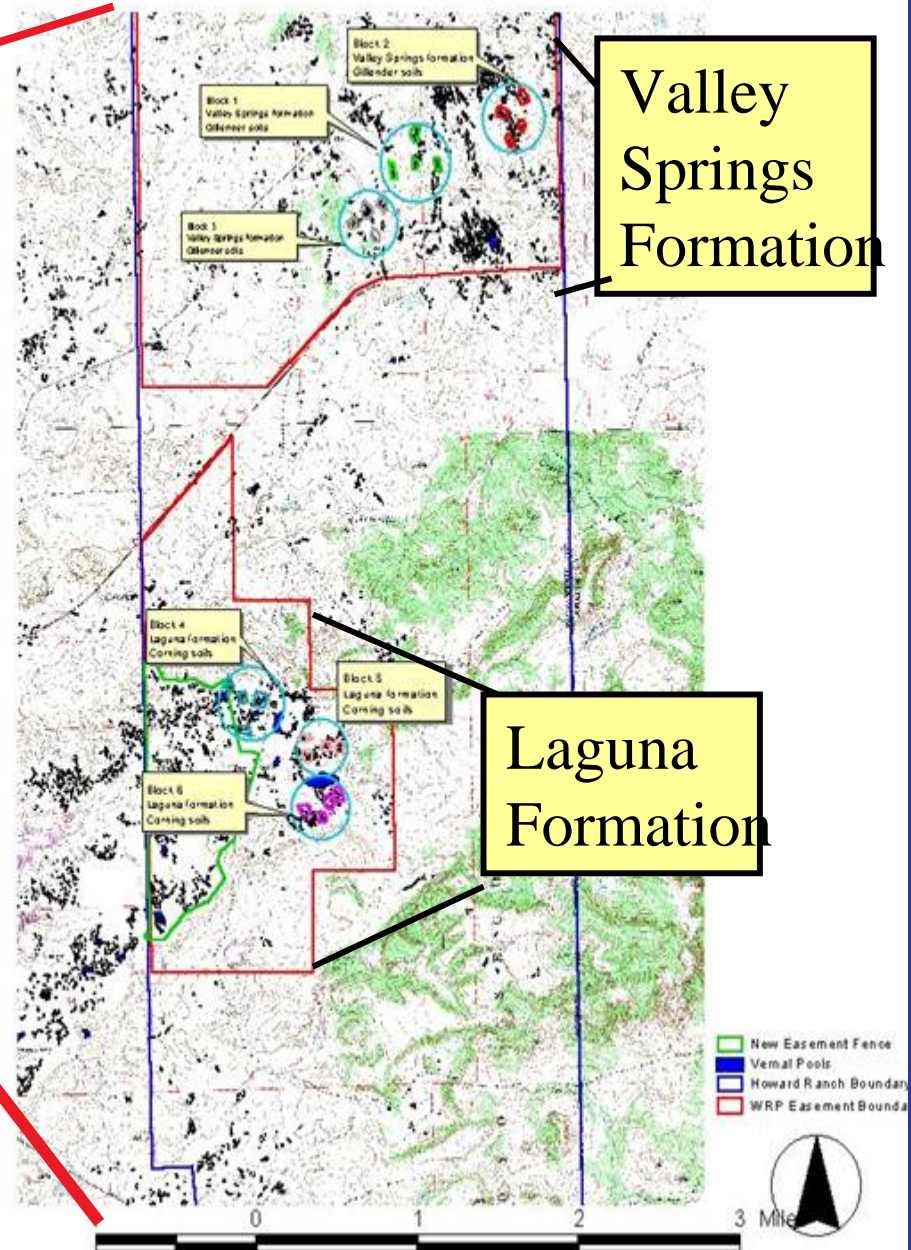 Block 2
Valley Springs formation
Gillender soils
Valley
Springs
Formation
Block 1
Valley Springs formation
Gillender soils
Block 3
Valley Springs formation
Gillender soils
Block 4
Laguna formation
Corning soils
Block 5
Laguna formation
Corning soils
Laguna
Formation
Block 6
Laguna formation
Corning soils
New Easement Fence
Vernal Pools
Howard Ranch Boundary
WRP Easement Bounda
0 1 2 3 Mile